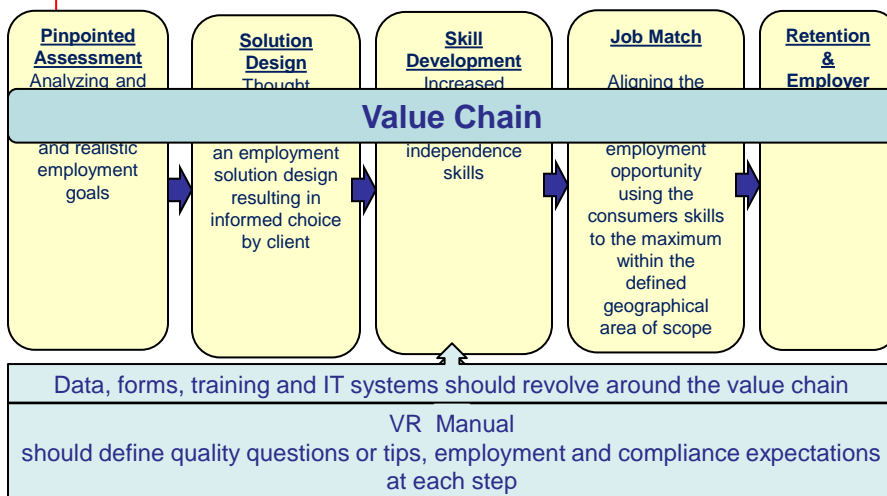 Pinpointed
Assessment
Analyzing and
and realistic
employment
goals
Solution
Design
Thought
an employment
solution design
resulting in
informed choice
by client
Skill
Development
Increased
independence
skills
Job Match
Aligning the
employment
opportunity
using the
consumers skills
to the maximum
within the
defined
geographical
area of scope
Retention
&
Employer
Value Chain
Data, forms, training and IT systems should revolve around the value chain
VR Manual
should define quality questions or tips, employment and compliance expectations
at each step